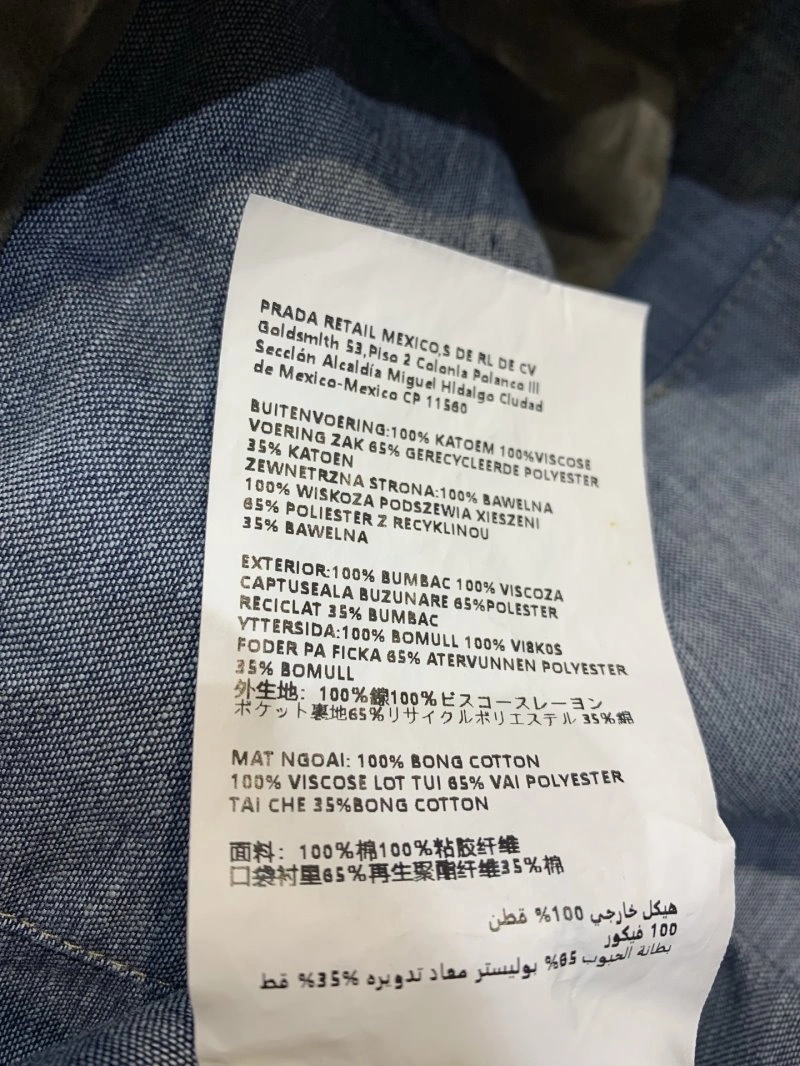 PRADA RETAIL MEXICO,S DE RL DE CV
Goldsmlth 53,Piso 2 Colonla Polanco III
Secclón Alcaldía Miguel Hldalgo Cludad
de Mexico-Mexico CP 11560
BUITENVOERING:100% KATOEM 100%VISCOSE
VOERING ZAK 65% GERECYCLEERDE POLYESTER
35% KATOEN
ZEWNETRZNA STRONA:100% BAWELNA
100% WISKOZA PODSZEWIA XIESZENI
65% POLIESTER Z RECYKLINOU
35% BAWELNA
EXTERIOR:100% BUMBAC 100% VISCOZA
CAPTUSEALA BUZUNARE 65%POLESTER
RECICLAT 35% BUMBAC
YTTERSIDA:100% BOMULL 100% VI8K0S
FODER PA FICKA 65% ATERVUNNEN POLYESTER
35% BOMULL
外生地: 100%線100%ビスコースレーヨン
ポケット裏地65%リサイクルポリエステル 35%綿
MAT NGOAI: 100% BONG COTTON
100% VISCOSE LOT TUI 65% VAI POLYESTER
TAI CHE 35%BONG COTTON
面料: 100%棉100%粘胶纤维
口袋衬里65%再生聚酯纤维35%棉
هيكل خارجي 100% قطن
100 فيكور
بطانة الحبوب 65% بوليستر معاد تدويره 35% قط